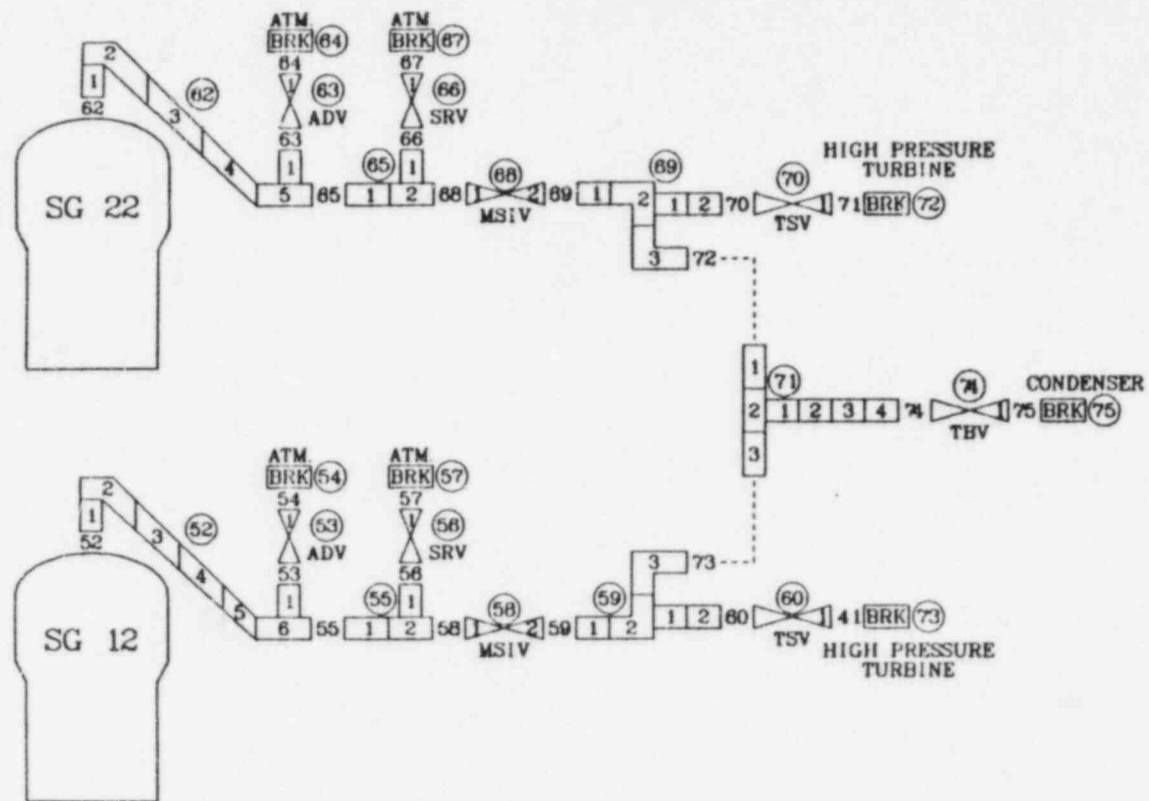 ATM. ATM.
BRK 64 BRK 67
64 67
2
1 1 1
62 3 62 63 66
4 ADV SRV
63 66
SG 22 1 65 1
5 65 1 2 68 68 69 1 2 69
MSIV 2
1 2 70 70 71 BRK 72
TSV
HIGH PRESSURE
TURBINE
3 72
1
71 74 CONDENSER
2 1 2 3 4 74 75 BRK 75
TBV
3
ATM. ATM.
BRK 54 BRK 57
54 57
2
1 1 1
52 3 52 53 56
4 ADV SRV
5 53 56
SG 12 1 55 1
6 55 1 2 58 58 59 1 2 59
MSIV 2
3 73
1 2 60 60 41 BRK 73
TSV
HIGH PRESSURE
TURBINE